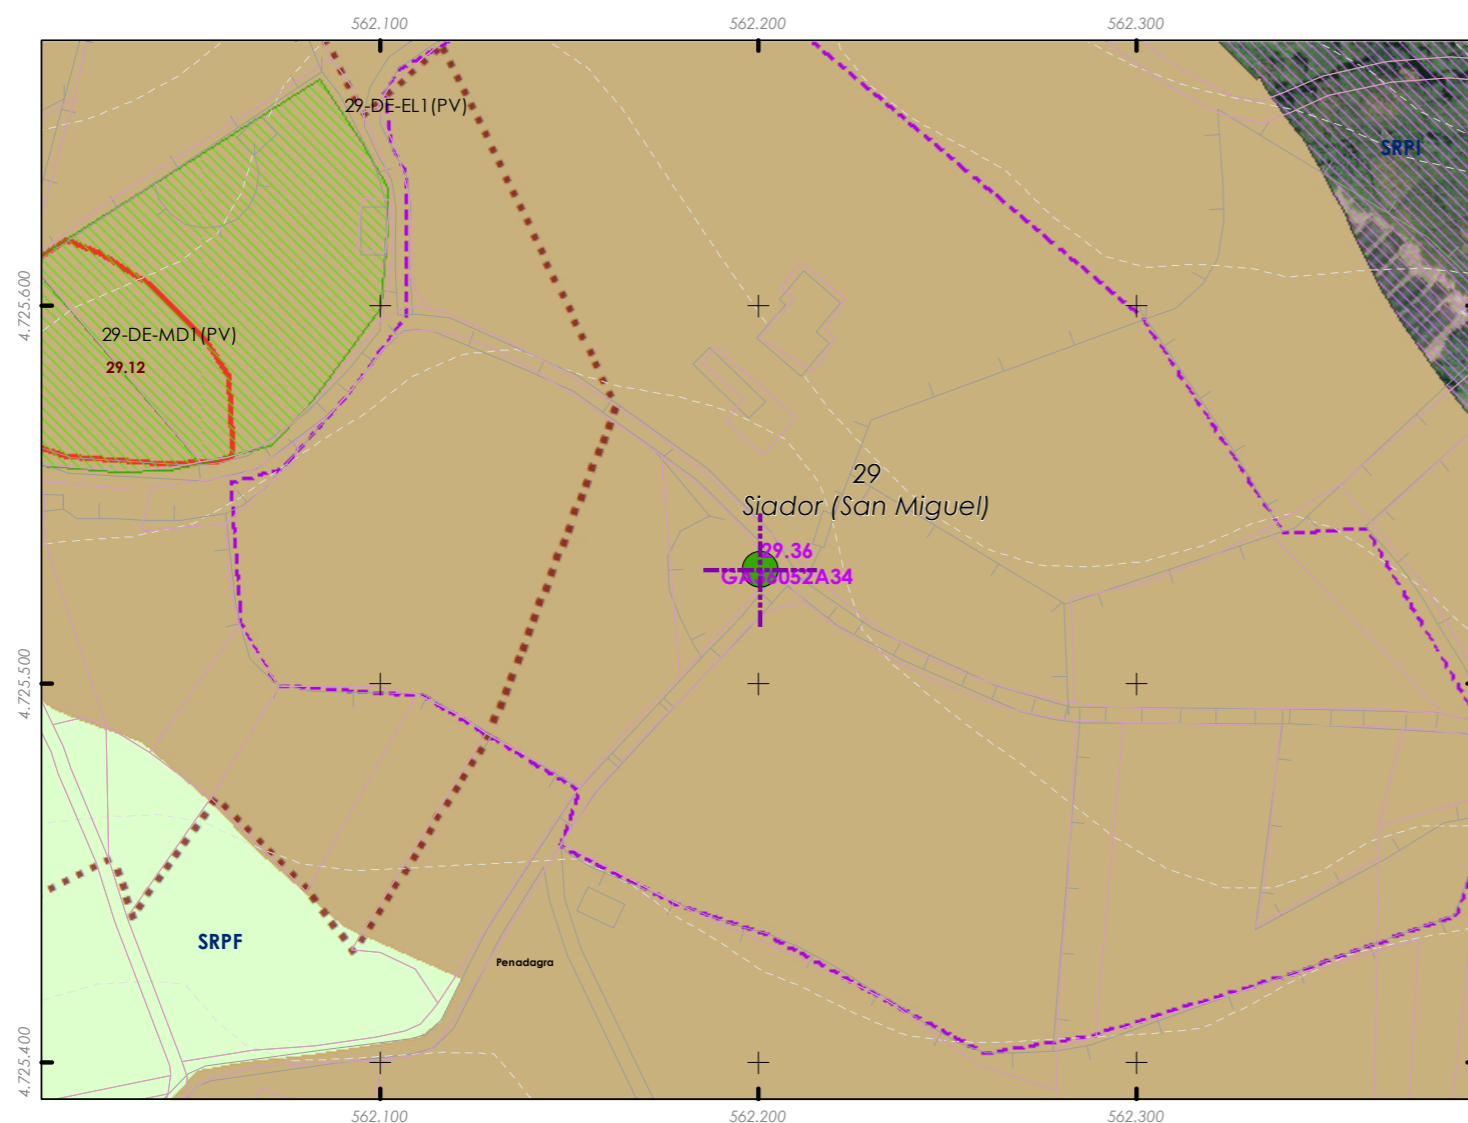 562.100
562.200
562.300
29-DE-EL1(PV)
SRPI
4.725.600
29-DE-MD1(PV)
29.12
29
Siador (San Miguel)
29.36
4.725.500
SRPF
Penadagra
4.725.400
562.100
562.200
562.300